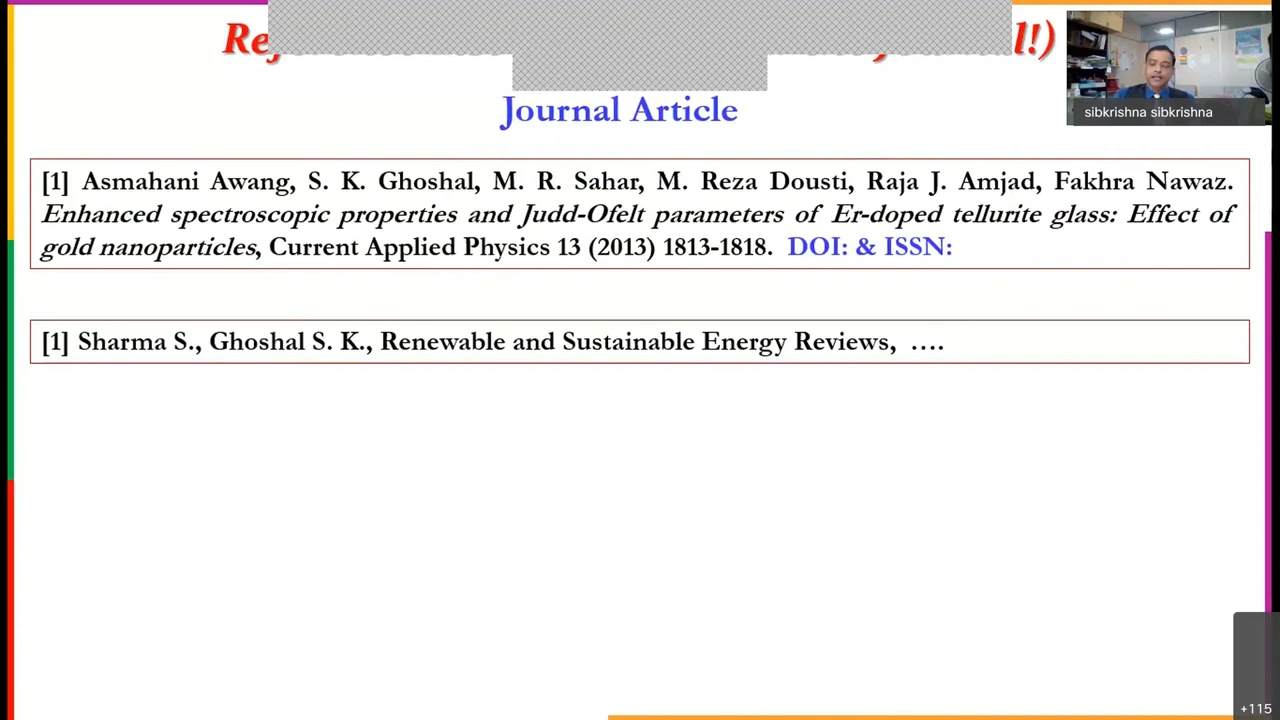 Journal Article
sibkrishna sibkrishna
[1] Asmahani Awang, S. K. Ghoshal, M. R. Sahar, M. Reza Dousti, Raja J. Amjad, Fakhra Nawaz.
Enhanced spectroscopic properties and Judd-Ofelt parameters of Er-doped tellurite glass: Effect of
gold nanoparticles, Current Applied Physics 13 (2013) 1813-1818. DOI: & ISSN:
[1] Sharma S., Ghoshal S. K., Renewable and Sustainable Energy Reviews, ….
+115